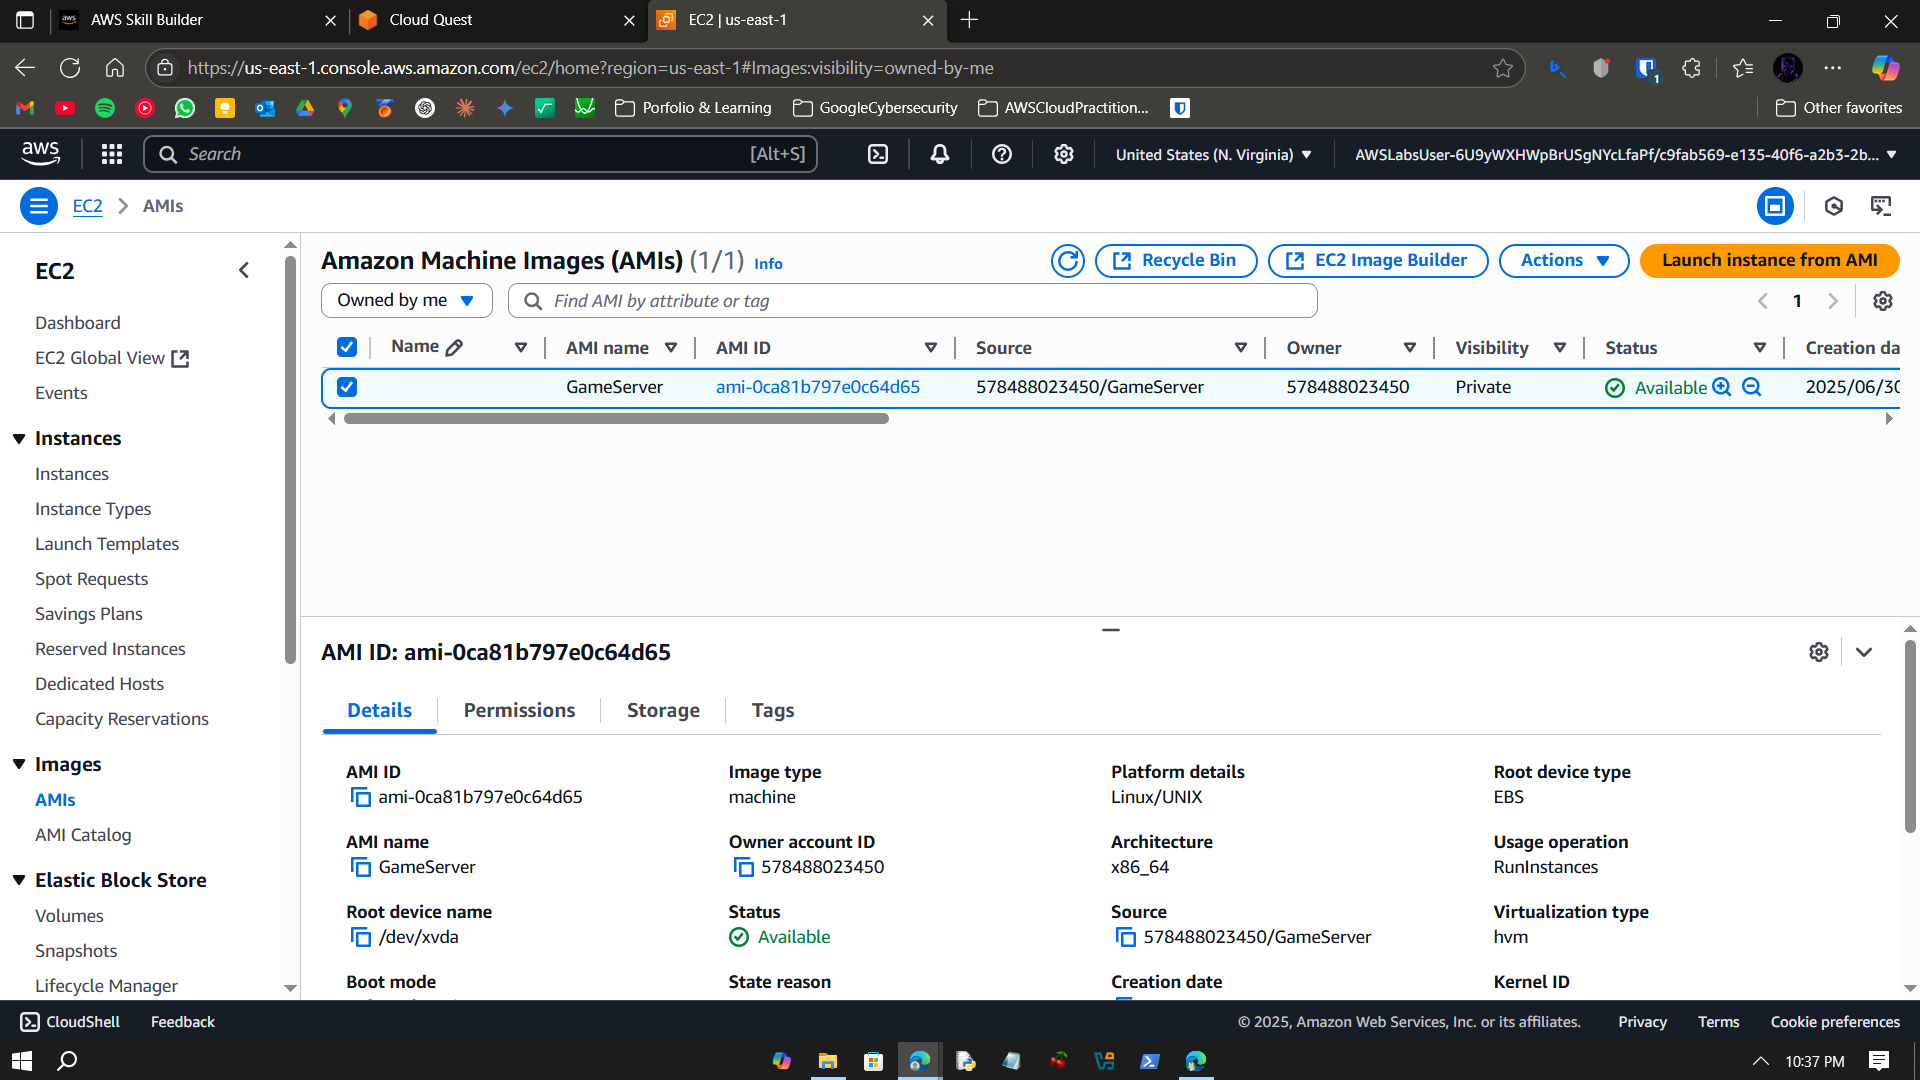 AWS Skill Builder
Cloud Quest
EC2 | us-east-1
https://us-east-1.console.aws.amazon.com/ec2/home?region=us-east-1#Images:visibility=owned-by-me
1
Porfolio & Learning
GoogleCybersecurity
AWSCloudPractition...
Other favorites
aws
Search
[Alt+S]
United States (N. Virginia)
AWSLabsUser-6U9yWXHWpBrUSgNYcLfaPf/c9fab569-e135-40f6-a2b3-2b...
EC2
AMIs
EC2
Dashboard
EC2 Global View
Events
Instances
Instances
Instance Types
Launch Templates
Spot Requests
Savings Plans
Reserved Instances
Dedicated Hosts
Capacity Reservations
Images
AMIs
AMI Catalog
Elastic Block Store
Volumes
Snapshots
Lifecycle Manager
Amazon Machine Images (AMIs) (1/1) Info
Recycle Bin
EC2 Image Builder
Actions
Launch instance from AMI
Owned by me
Find AMI by attribute or tag
1
Name
AMI name
AMI ID
Source
Owner
Visibility
Status
Creation da
GameServer
ami-0ca81b797e0c64d65
578488023450/GameServer
578488023450
Private
Available
2025/06/30
AMI ID: ami-0ca81b797e0c64d65
Details
Permissions
Storage
Tags
AMI ID
ami-0ca81b797e0c64d65
Image type
machine
Platform details
Linux/UNIX
Root device type
EBS
AMI name
GameServer
Owner account ID
578488023450
Architecture
x86_64
Usage operation
RunInstances
Root device name
/dev/xvda
Status
Available
Source
578488023450/GameServer
Virtualization type
hvm
Boot mode
State reason
Creation date
Kernel ID
CloudShell
Feedback
© 2025, Amazon Web Services, Inc. or its affiliates.
Privacy
Terms
Cookie preferences
10:37 PM